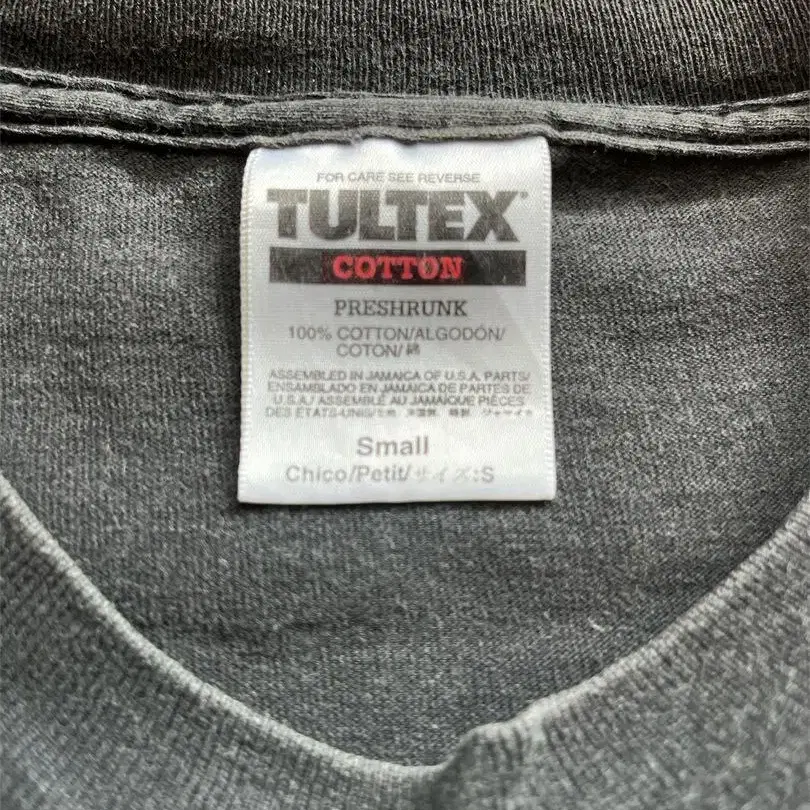 FOR CARE SEE REVERSE
TULTEX
COTTON
PRESHRUNK
100% COTTON/ALGODÓN/
COTON/綿
ASSEMBLED IN JAMAICA OF U.S.A. PARTS/
ENSAMBLADO EN JAMAICA DE PARTES DE
U.S.A./ ASSEMBLÉ AU JAMAIQUE PIÈCES
DES ETATS-UNIS/
Small
Chico/Petit/サイズ:S